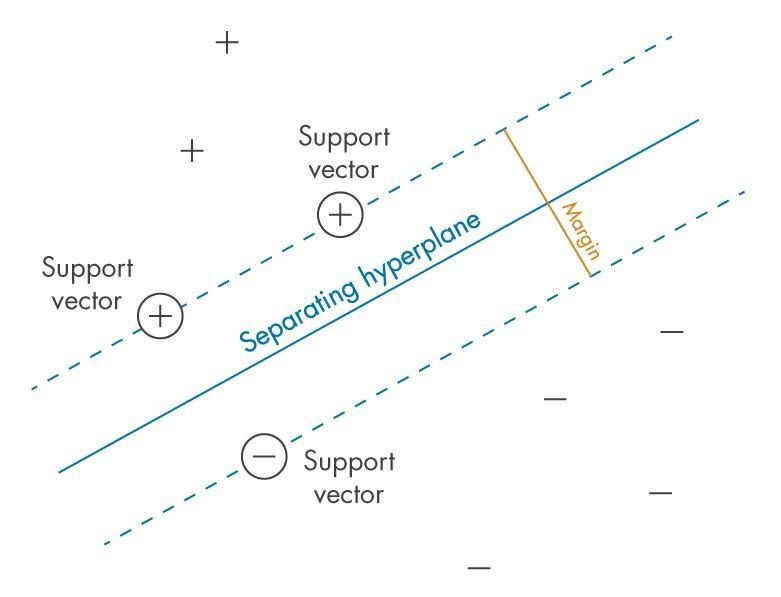 Support
vector
Support
vector
Separating hyperplane
Margin
Support
vector